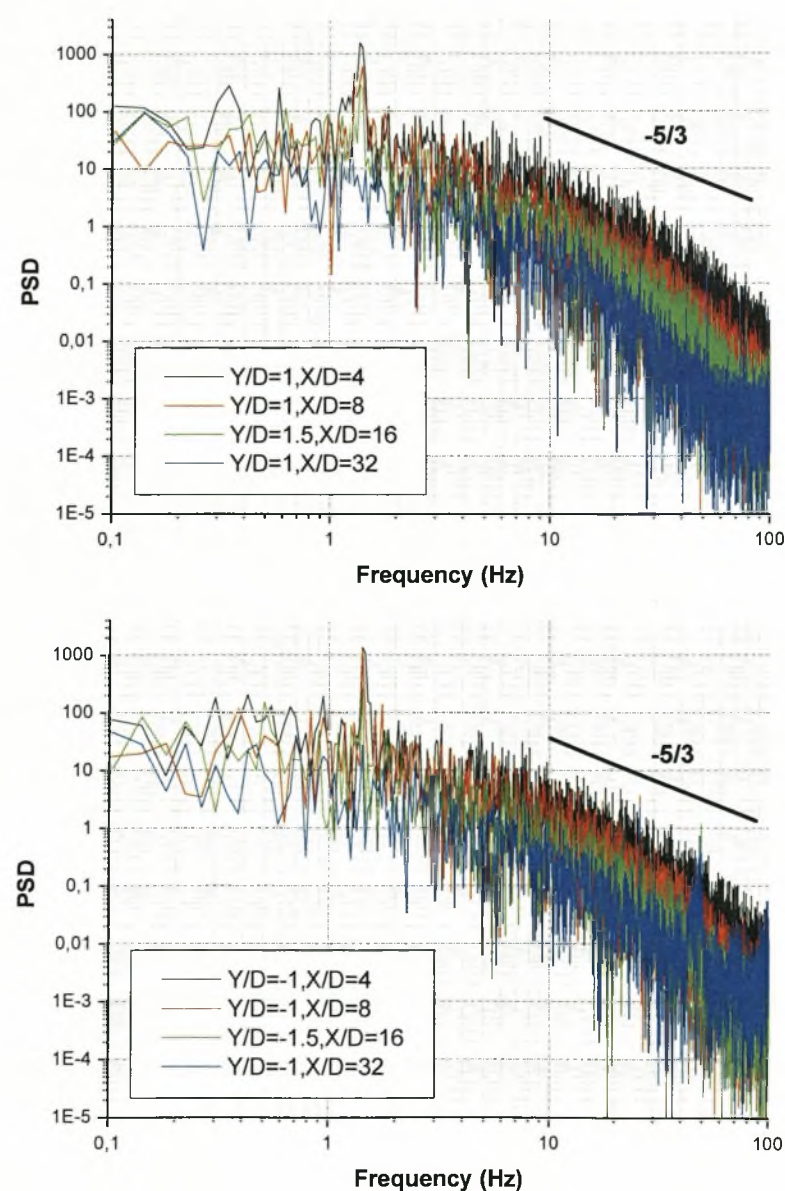 1000
100
10
1
0,1
0,01
1E-3
1E-4
1E-5
PSD
-5/3
Y/D=1,X/D=4
Y/D=1,X/D=8
Y/D=1.5,X/D=16
Y/D=1,X/D=32
0,1 1 10 100
Frequency (Hz)
1000
100
10
1
0,1
0,01
1E-3
1E-4
1E-5
PSD
-5/3
Y/D=-1,X/D=4
Y/D=-1,X/D=8
Y/D=-1.5,X/D=16
Y/D=-1,X/D=32
0,1 1 10 100
Frequency (Hz)